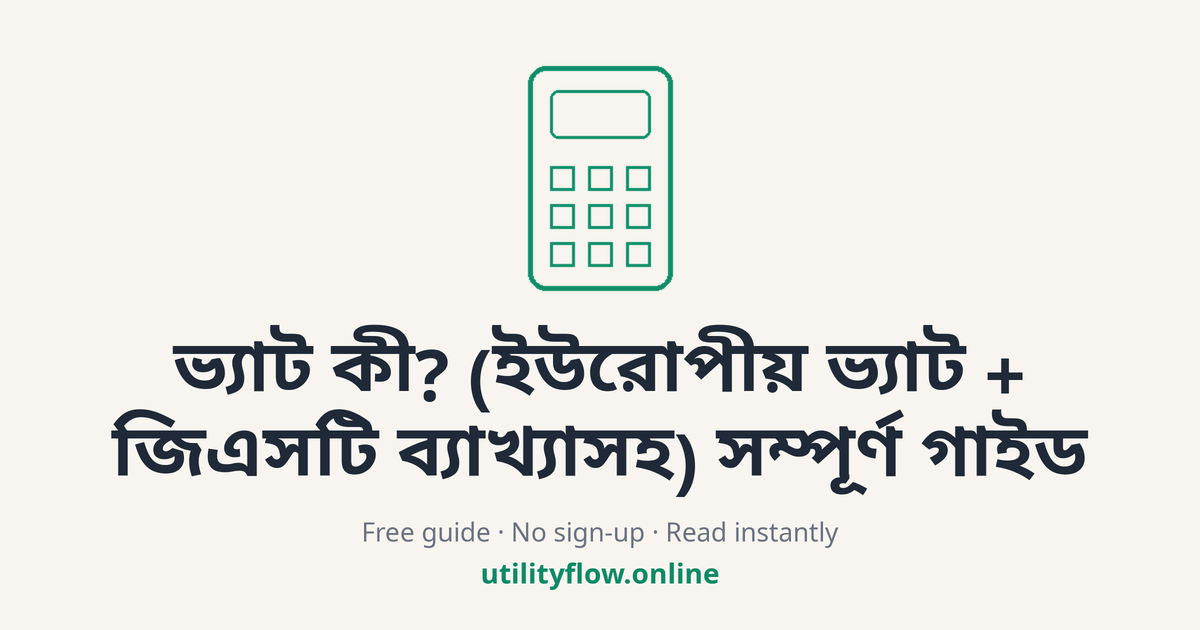 ভ্যাট কী? (ইউরোপীয় ভ্যাট +
জিএসটি ব্যাখ্যাসহ) সম্পূর্ণ গাইড
Free guide · No sign-up · Read instantly
utilityflow.online